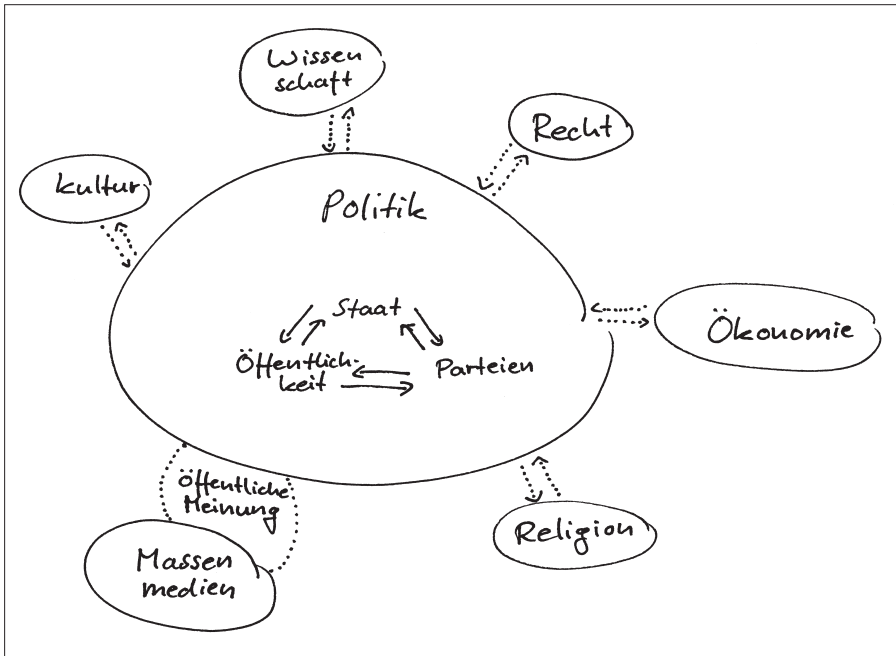 Wissen
schaft
Recht
Kultur
Politik
Staat
Ökonomie
Öffentlich-
keit
Parteien
Öffentliche
Meinung
Religion
Massen
medien